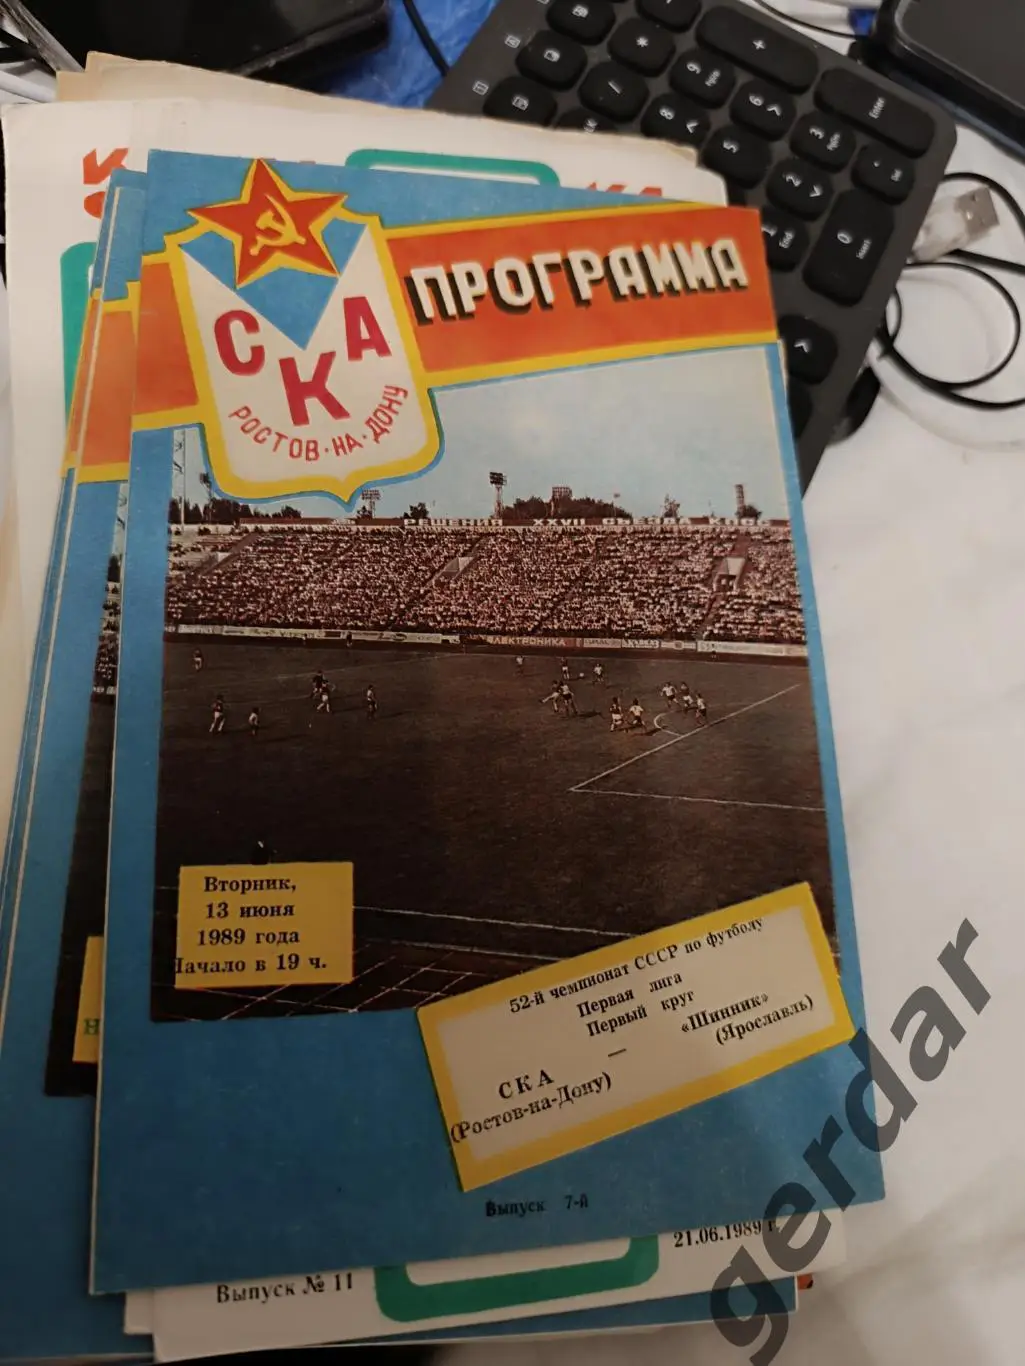 ПРОГРАММА
СКА
РОСТОВ·НА·ДОНУ
РЕШЕНИЯ XXVII
ЭЛЕКТРОНИКА
Вторник,
13 июня
1989 года
Начало в 19 ч.
52-й чемпионат СССР по футболу
Первая лига
Первый круг
СКА — «Шинник»
(Ростов-на-Дону) (Ярославль)
Выпуск 7-й
21.06.1989 г.
Выпуск № 11
gerdar